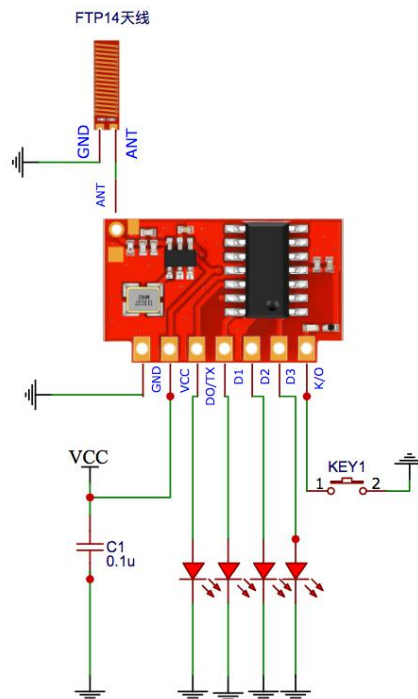 FTP14天线
GND
ANT
ANT
GND
VCC
DO/TX
D1
D2
D3
K/O
VCC
KEY1
1
2
C1
0.1u